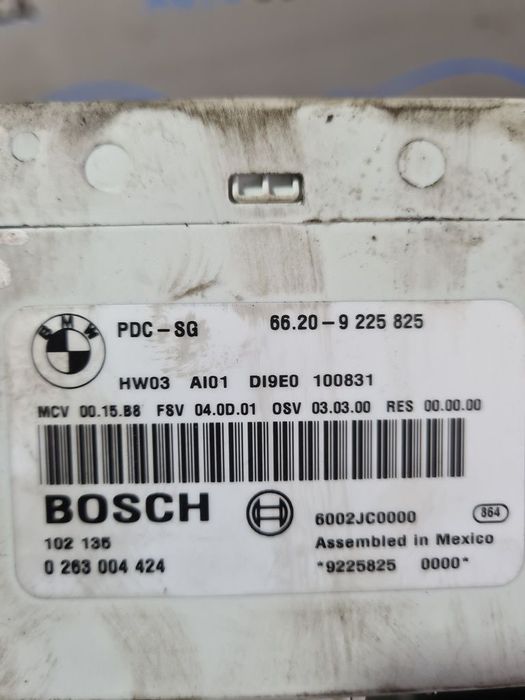 BMW
PDC-SG 66.20-9 225 825
HW03 AI01 DI9E0 100831
MCV 00.15.B8 FSV 04.0D.01 OSV 03.03.00 RES 00.00.00
BOSCH
6002JC0000 864
102 135 Assembled in Mexico
0 263 004 424 *9225825 0000*